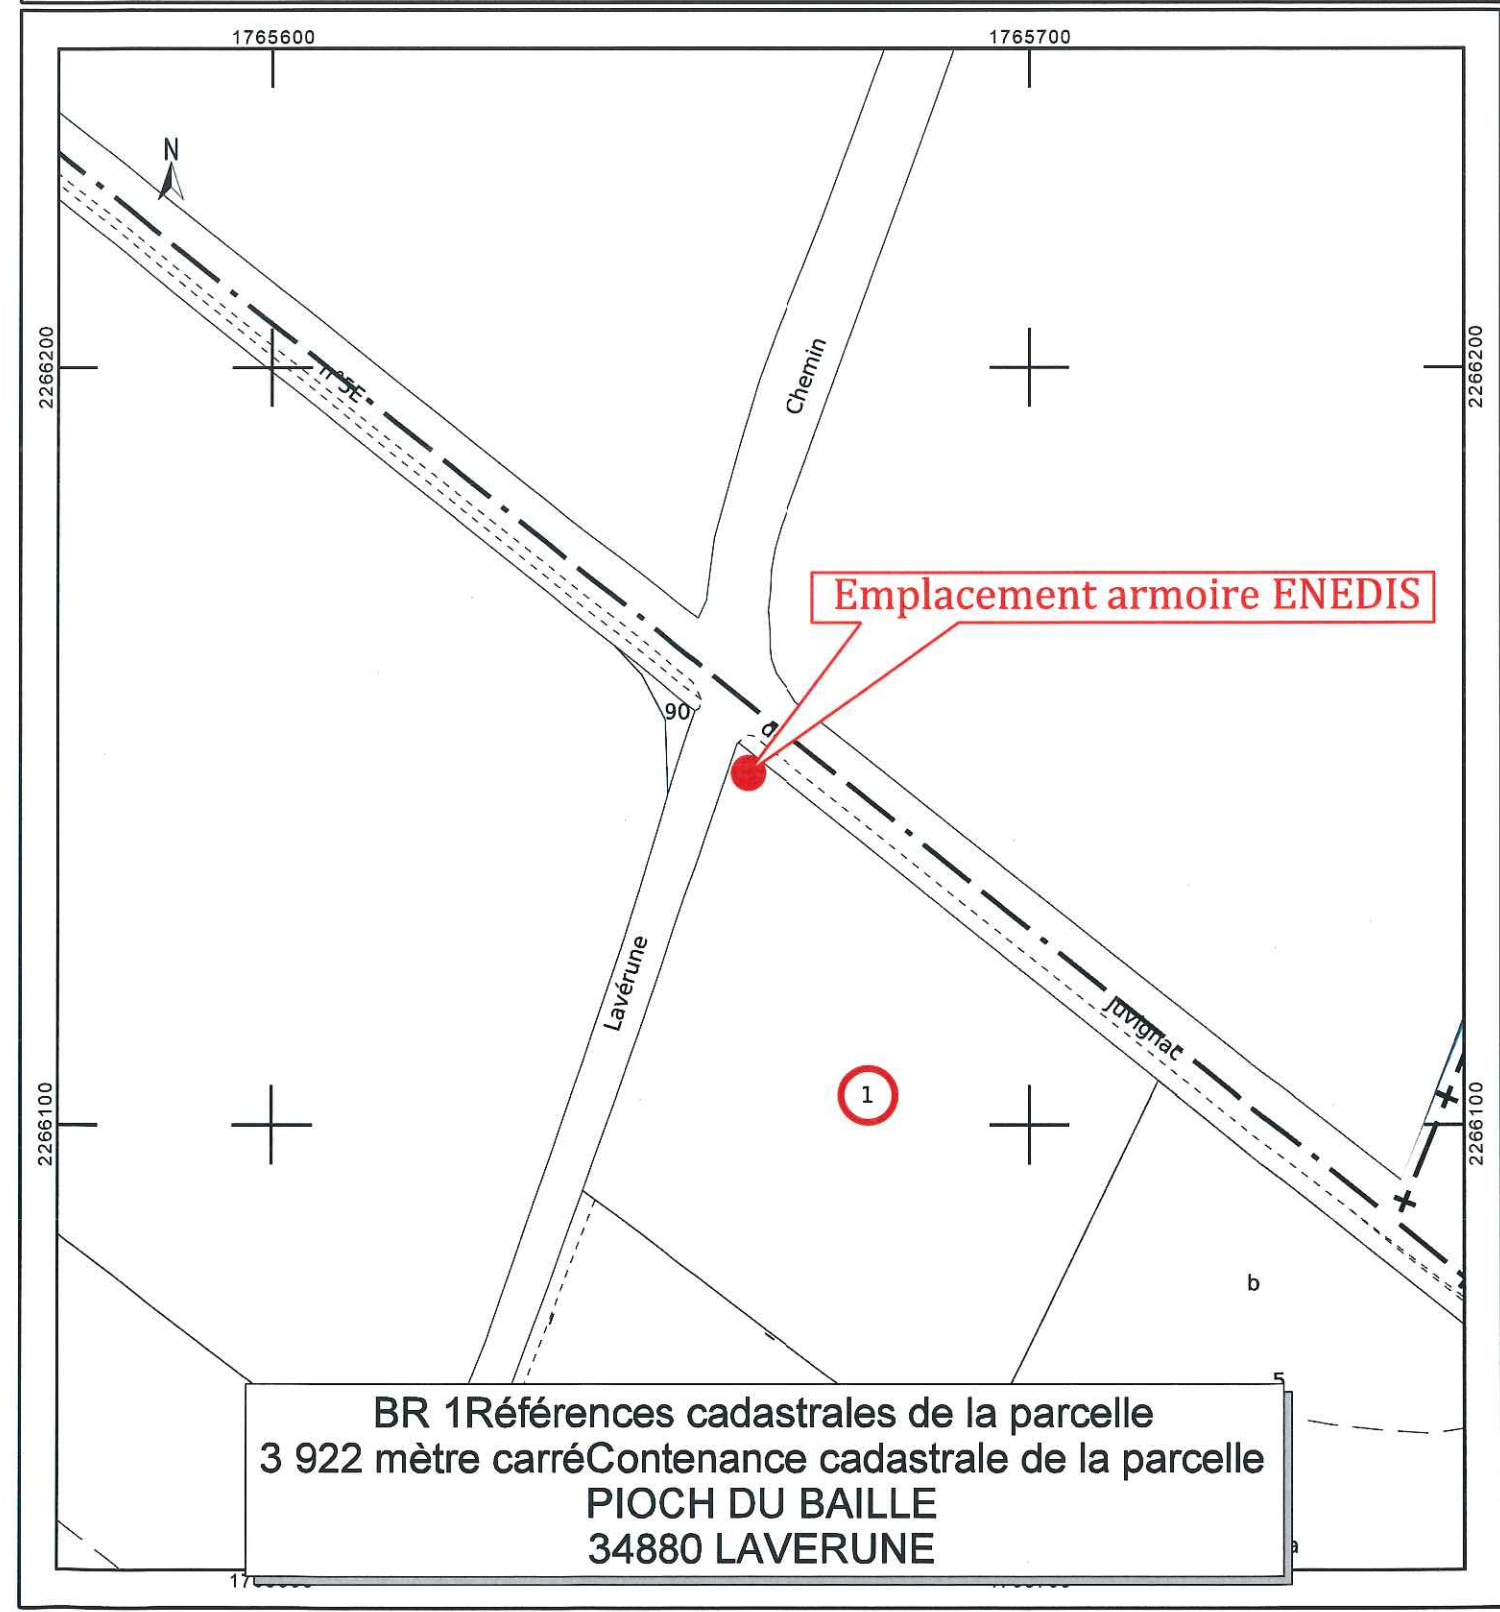 1765600
1765700
N
2266200
2266200
n°5E
Chemin
Emplacement armoire ENEDIS
90
d
Lavérune
Juvignac
1
2266100
2266100
b
5
BR 1Références cadastrales de la parcelle
3 922 mètre carréContenance cadastrale de la parcelle
PIOCH DU BAILLE
34880 LAVERUNE